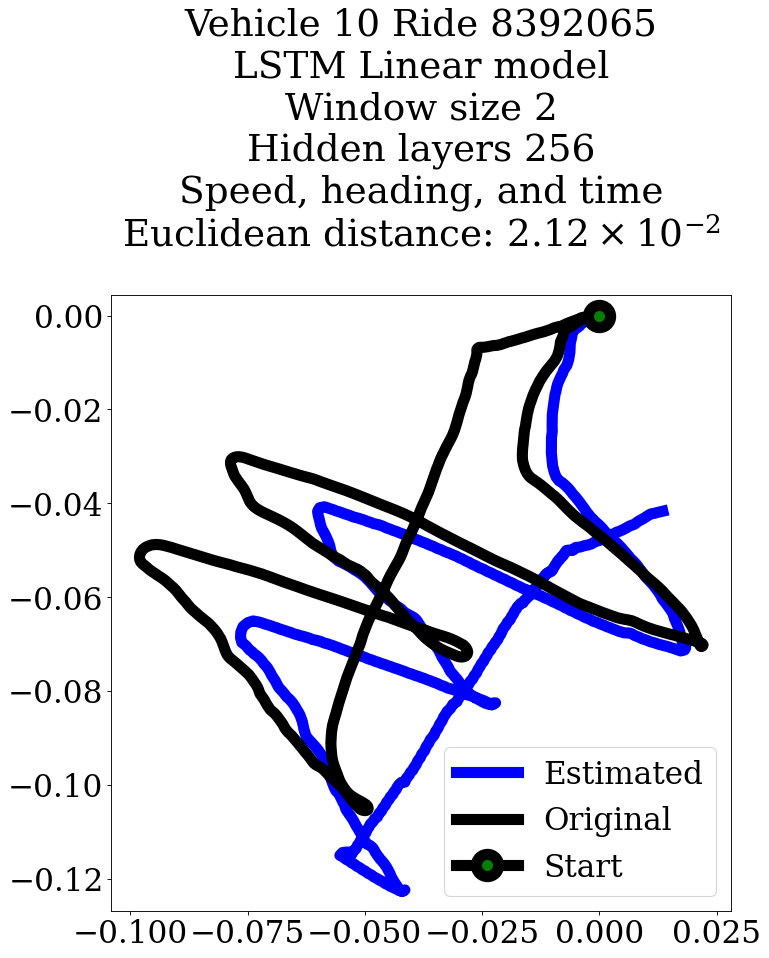 Vehicle 10 Ride 8392065
LSTM Linear model
Window size 2
Hidden layers 256
Speed, heading, and time
Euclidean distance: 2.12 × 10⁻²
0.00
−0.02
−0.04
−0.06
−0.08
−0.10
−0.12
Estimated
Original
Start
−0.100 −0.075 −0.050 −0.025 0.000 0.025